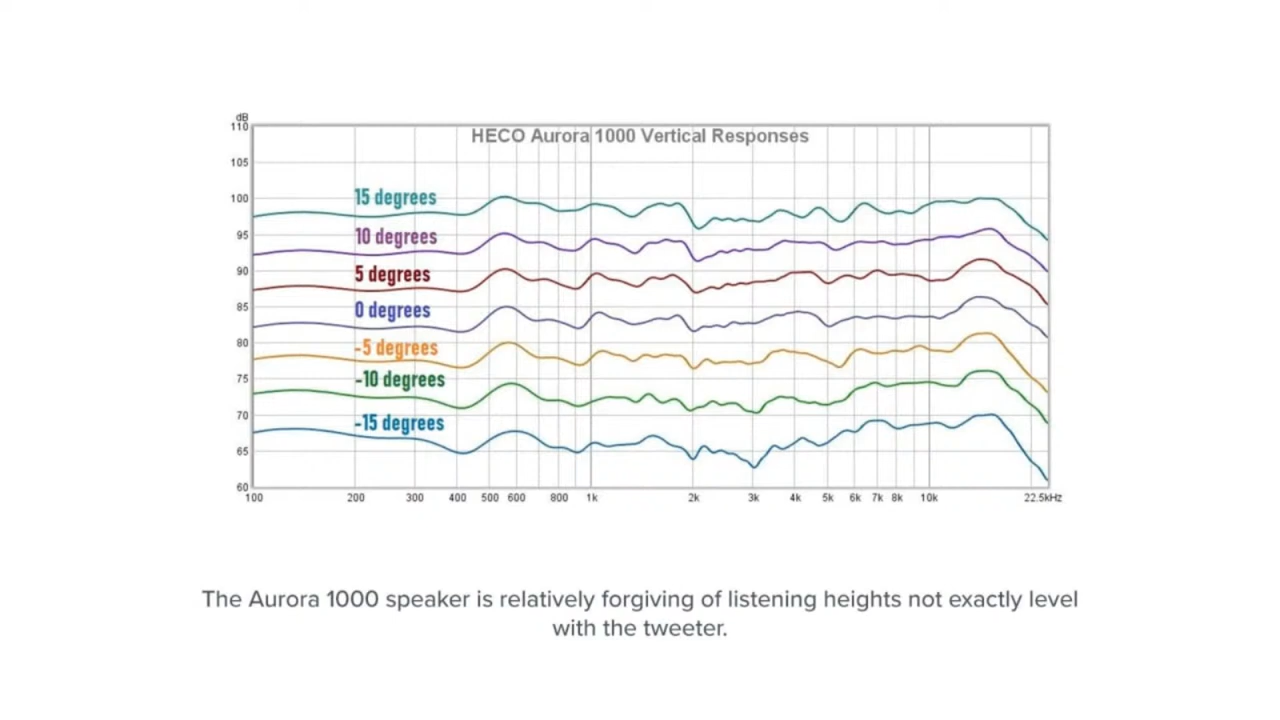 dB
HECO Aurora 1000 Vertical Responses
110
105
100
95
90
85
80
75
70
65
60
15 degrees
10 degrees
5 degrees
0 degrees
-5 degrees
-10 degrees
-15 degrees
100 200 300 400 500 600 800 1k 2k 3k 4k 5k 6k 7k 8k 10k 22.5kHz
The Aurora 1000 speaker is relatively forgiving of listening heights not exactly level
with the tweeter.